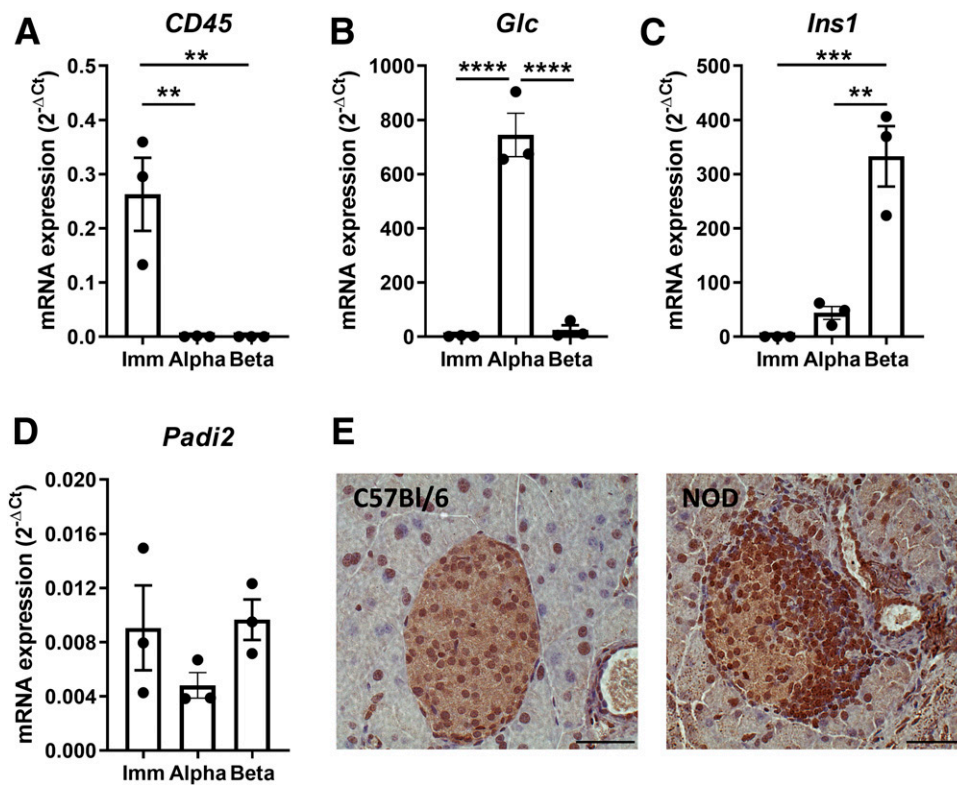 A
CD45
**
**
mRNA expression (2-ΔCt)
0.5
0.4
0.3
0.2
0.1
0.0
Imm Alpha Beta
B
Glc
**** ****
mRNA expression (2-ΔCt)
1000
800
600
400
200
0
Imm Alpha Beta
C
Ins1
***
**
mRNA expression (2-ΔCt)
500
400
300
200
100
0
Imm Alpha Beta
D
Padi2
mRNA expression (2-ΔCt)
0.020
0.016
0.012
0.008
0.004
0.000
Imm Alpha Beta
E
C57Bl/6
NOD